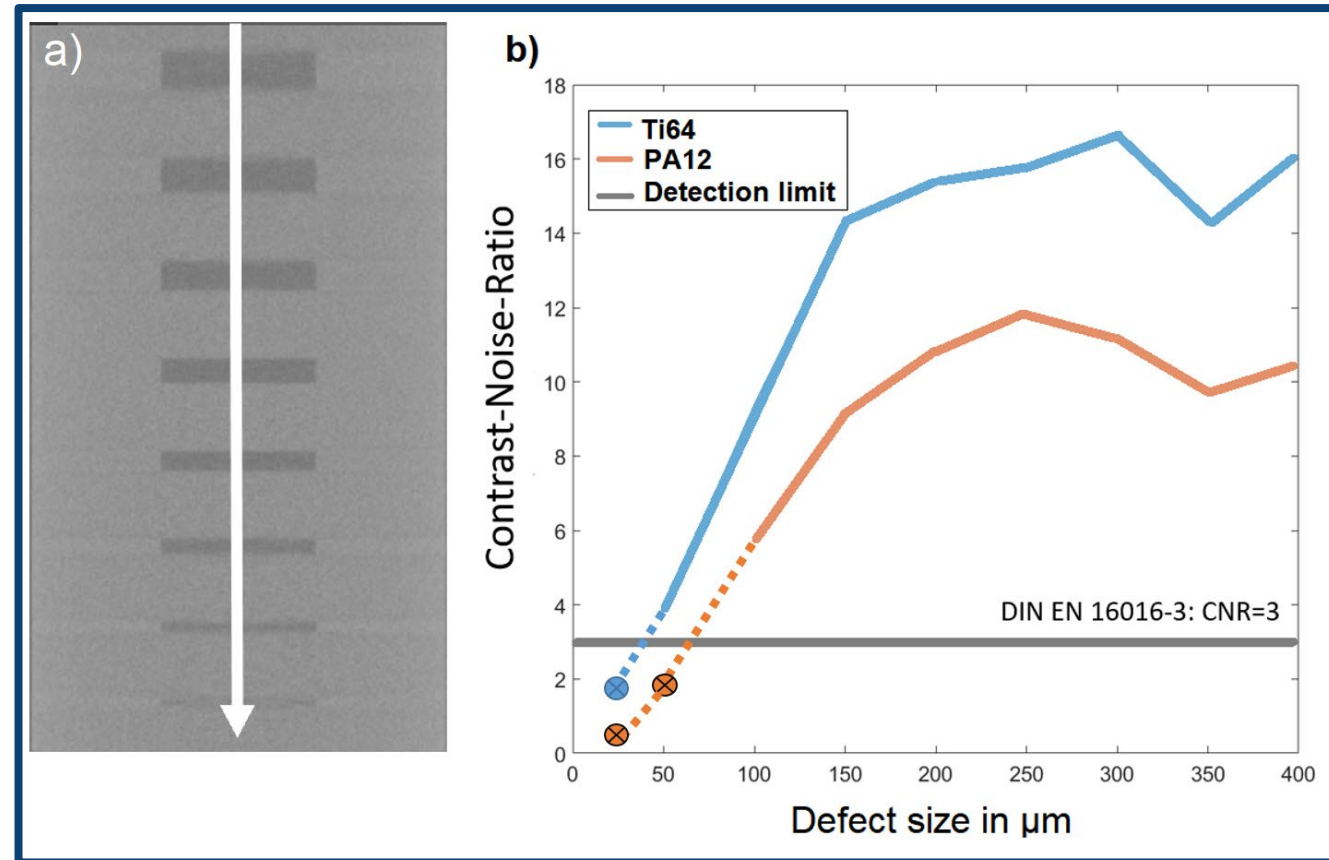 a)
b)
18
16
14
12
10
8
6
4
2
0
Contrast-Noise-Ratio
Ti64
PA12
Detection limit
DIN EN 16016-3: CNR=3
0 50 100 150 200 250 300 350 400
Defect size in µm